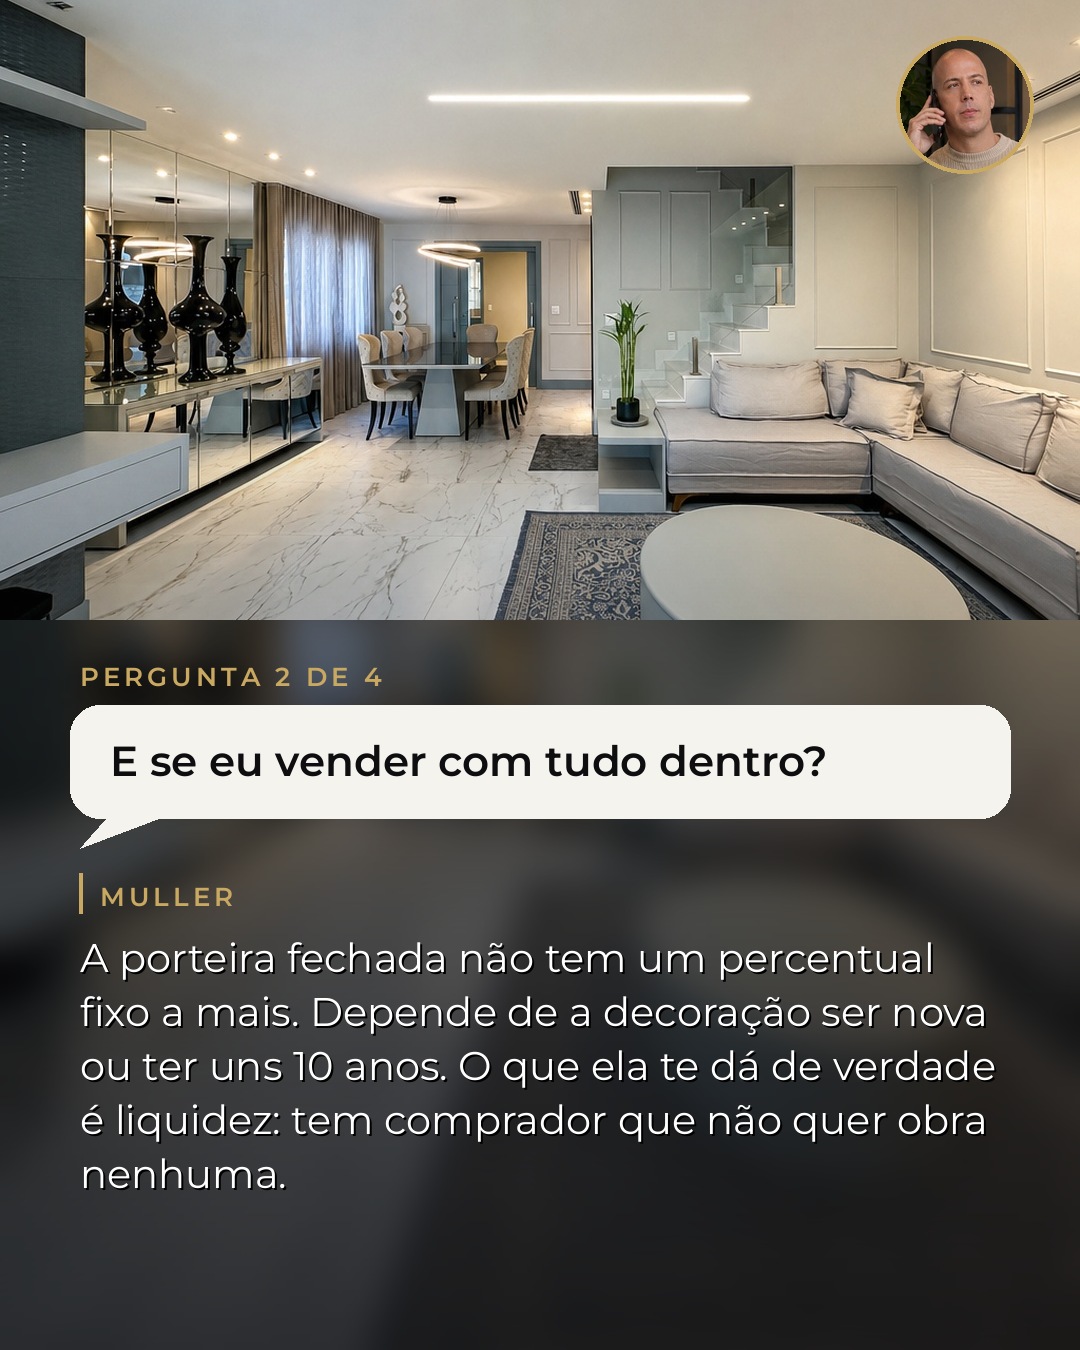 PERGUNTA 2 DE 4
E se eu vender com tudo dentro?
MULLER
A porteira fechada não tem um percentual
fixo a mais. Depende de a decoração ser nova
ou ter uns 10 anos. O que ela te dá de verdade
é liquidez: tem comprador que não quer obra
nenhuma.